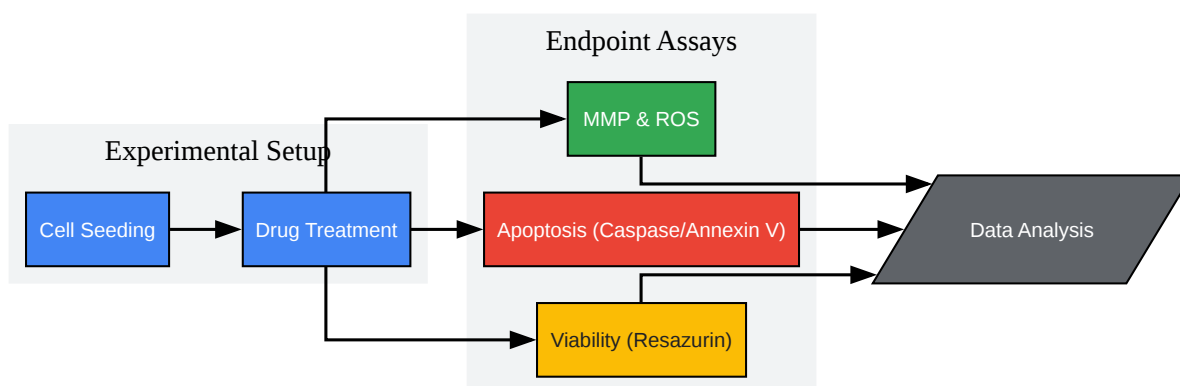 Endpoint Assays
MMP & ROS
Experimental Setup
Cell Seeding
Drug Treatment
Apoptosis (Caspase/Annexin V)
Data Analysis
Viability (Resazurin)